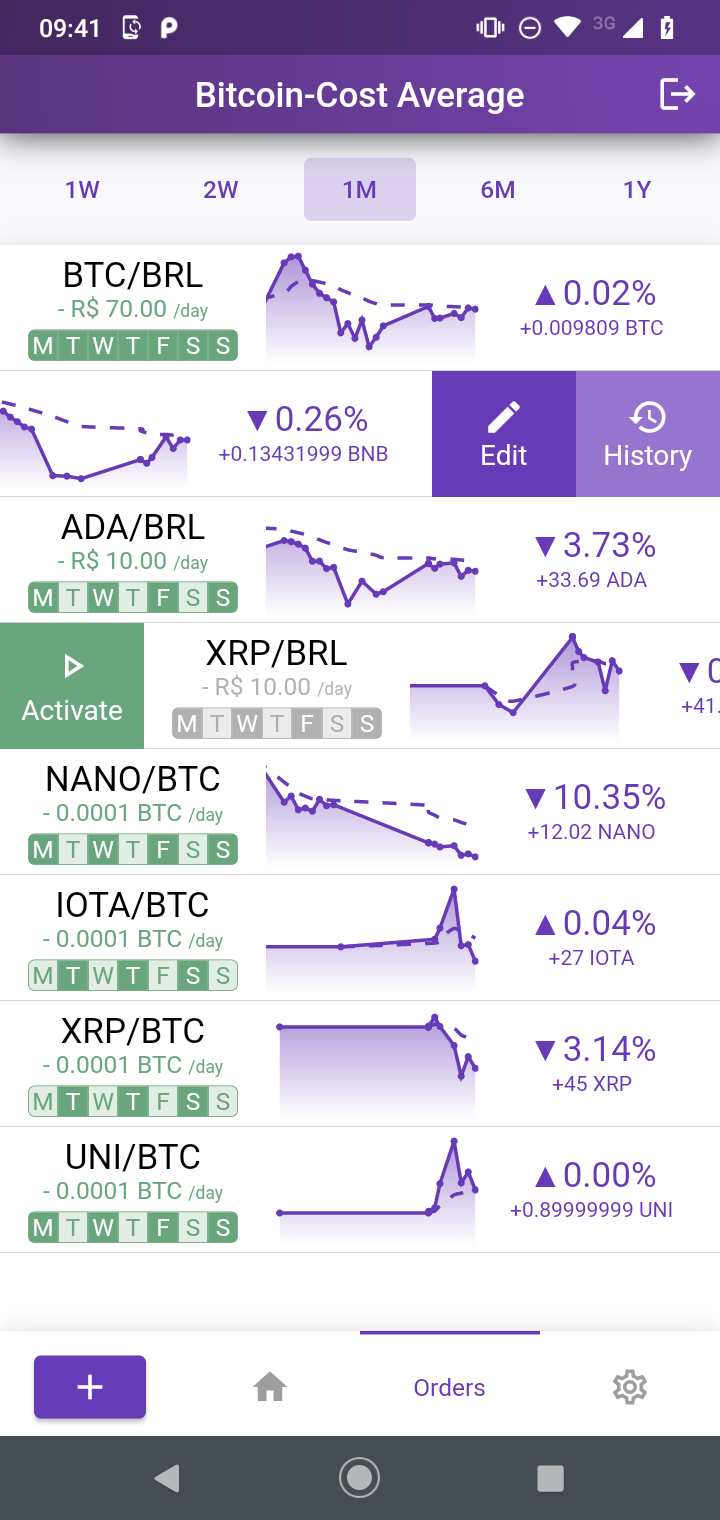 09:41
3G
Bitcoin-Cost Average
1W 2W 1M 6M 1Y
BTC/BRL
- R$ 70.00 /day
M T W T F S S
▲0.02%
+0.009809 BTC
▼0.26%
+0.13431999 BNB
Edit
History
ADA/BRL
- R$ 10.00 /day
M T W T F S S
▼3.73%
+33.69 ADA
Activate
XRP/BRL
- R$ 10.00 /day
M T W T F S S
▼0
+41.
NANO/BTC
- 0.0001 BTC /day
M T W T F S S
▼10.35%
+12.02 NANO
IOTA/BTC
- 0.0001 BTC /day
M T W T F S S
▲0.04%
+27 IOTA
XRP/BTC
- 0.0001 BTC /day
M T W T F S S
▼3.14%
+45 XRP
UNI/BTC
- 0.0001 BTC /day
M T W T F S S
▲0.00%
+0.89999999 UNI
Orders